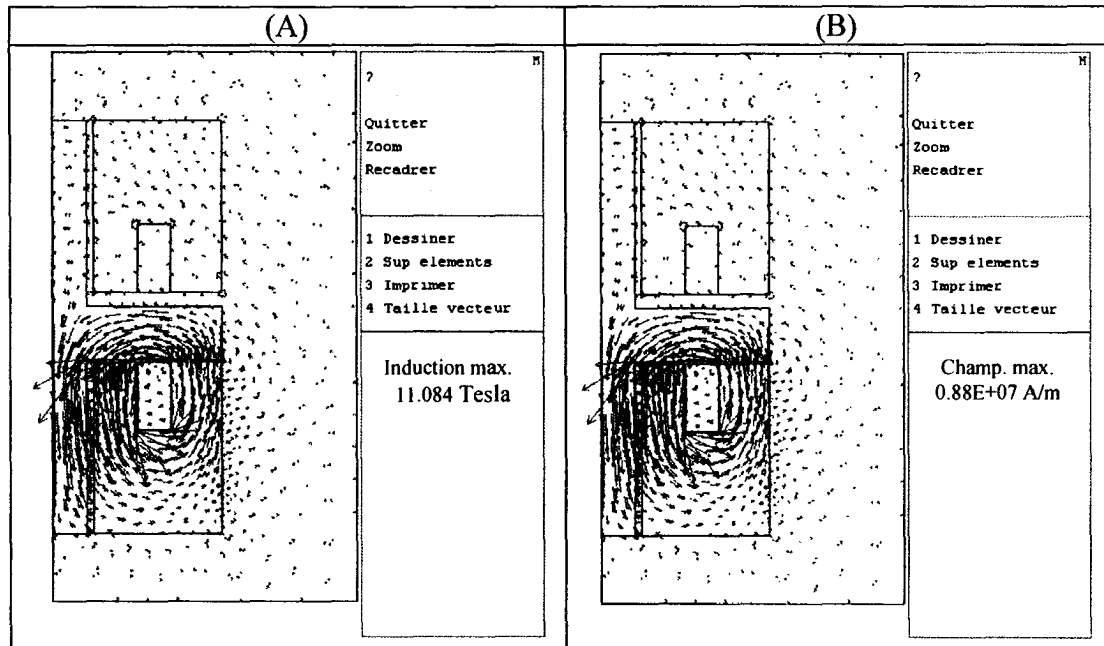 (A)
(B)
M
?
Quitter
Zoom
Recadrer
1 Dessiner
2 Sup elements
3 Imprimer
4 Taille vecteur
Induction max.
11.084 Tesla
M
?
Quitter
Zoom
Recadrer
1 Dessiner
2 Sup elements
3 Imprimer
4 Taille vecteur
Champ. max.
0.88E+07 A/m